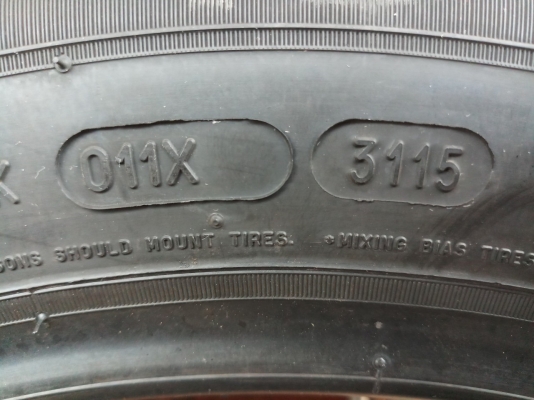 X 011X 3115
SONS SHOULD MOUNT TIRES. *MIXING BIAS TIRES